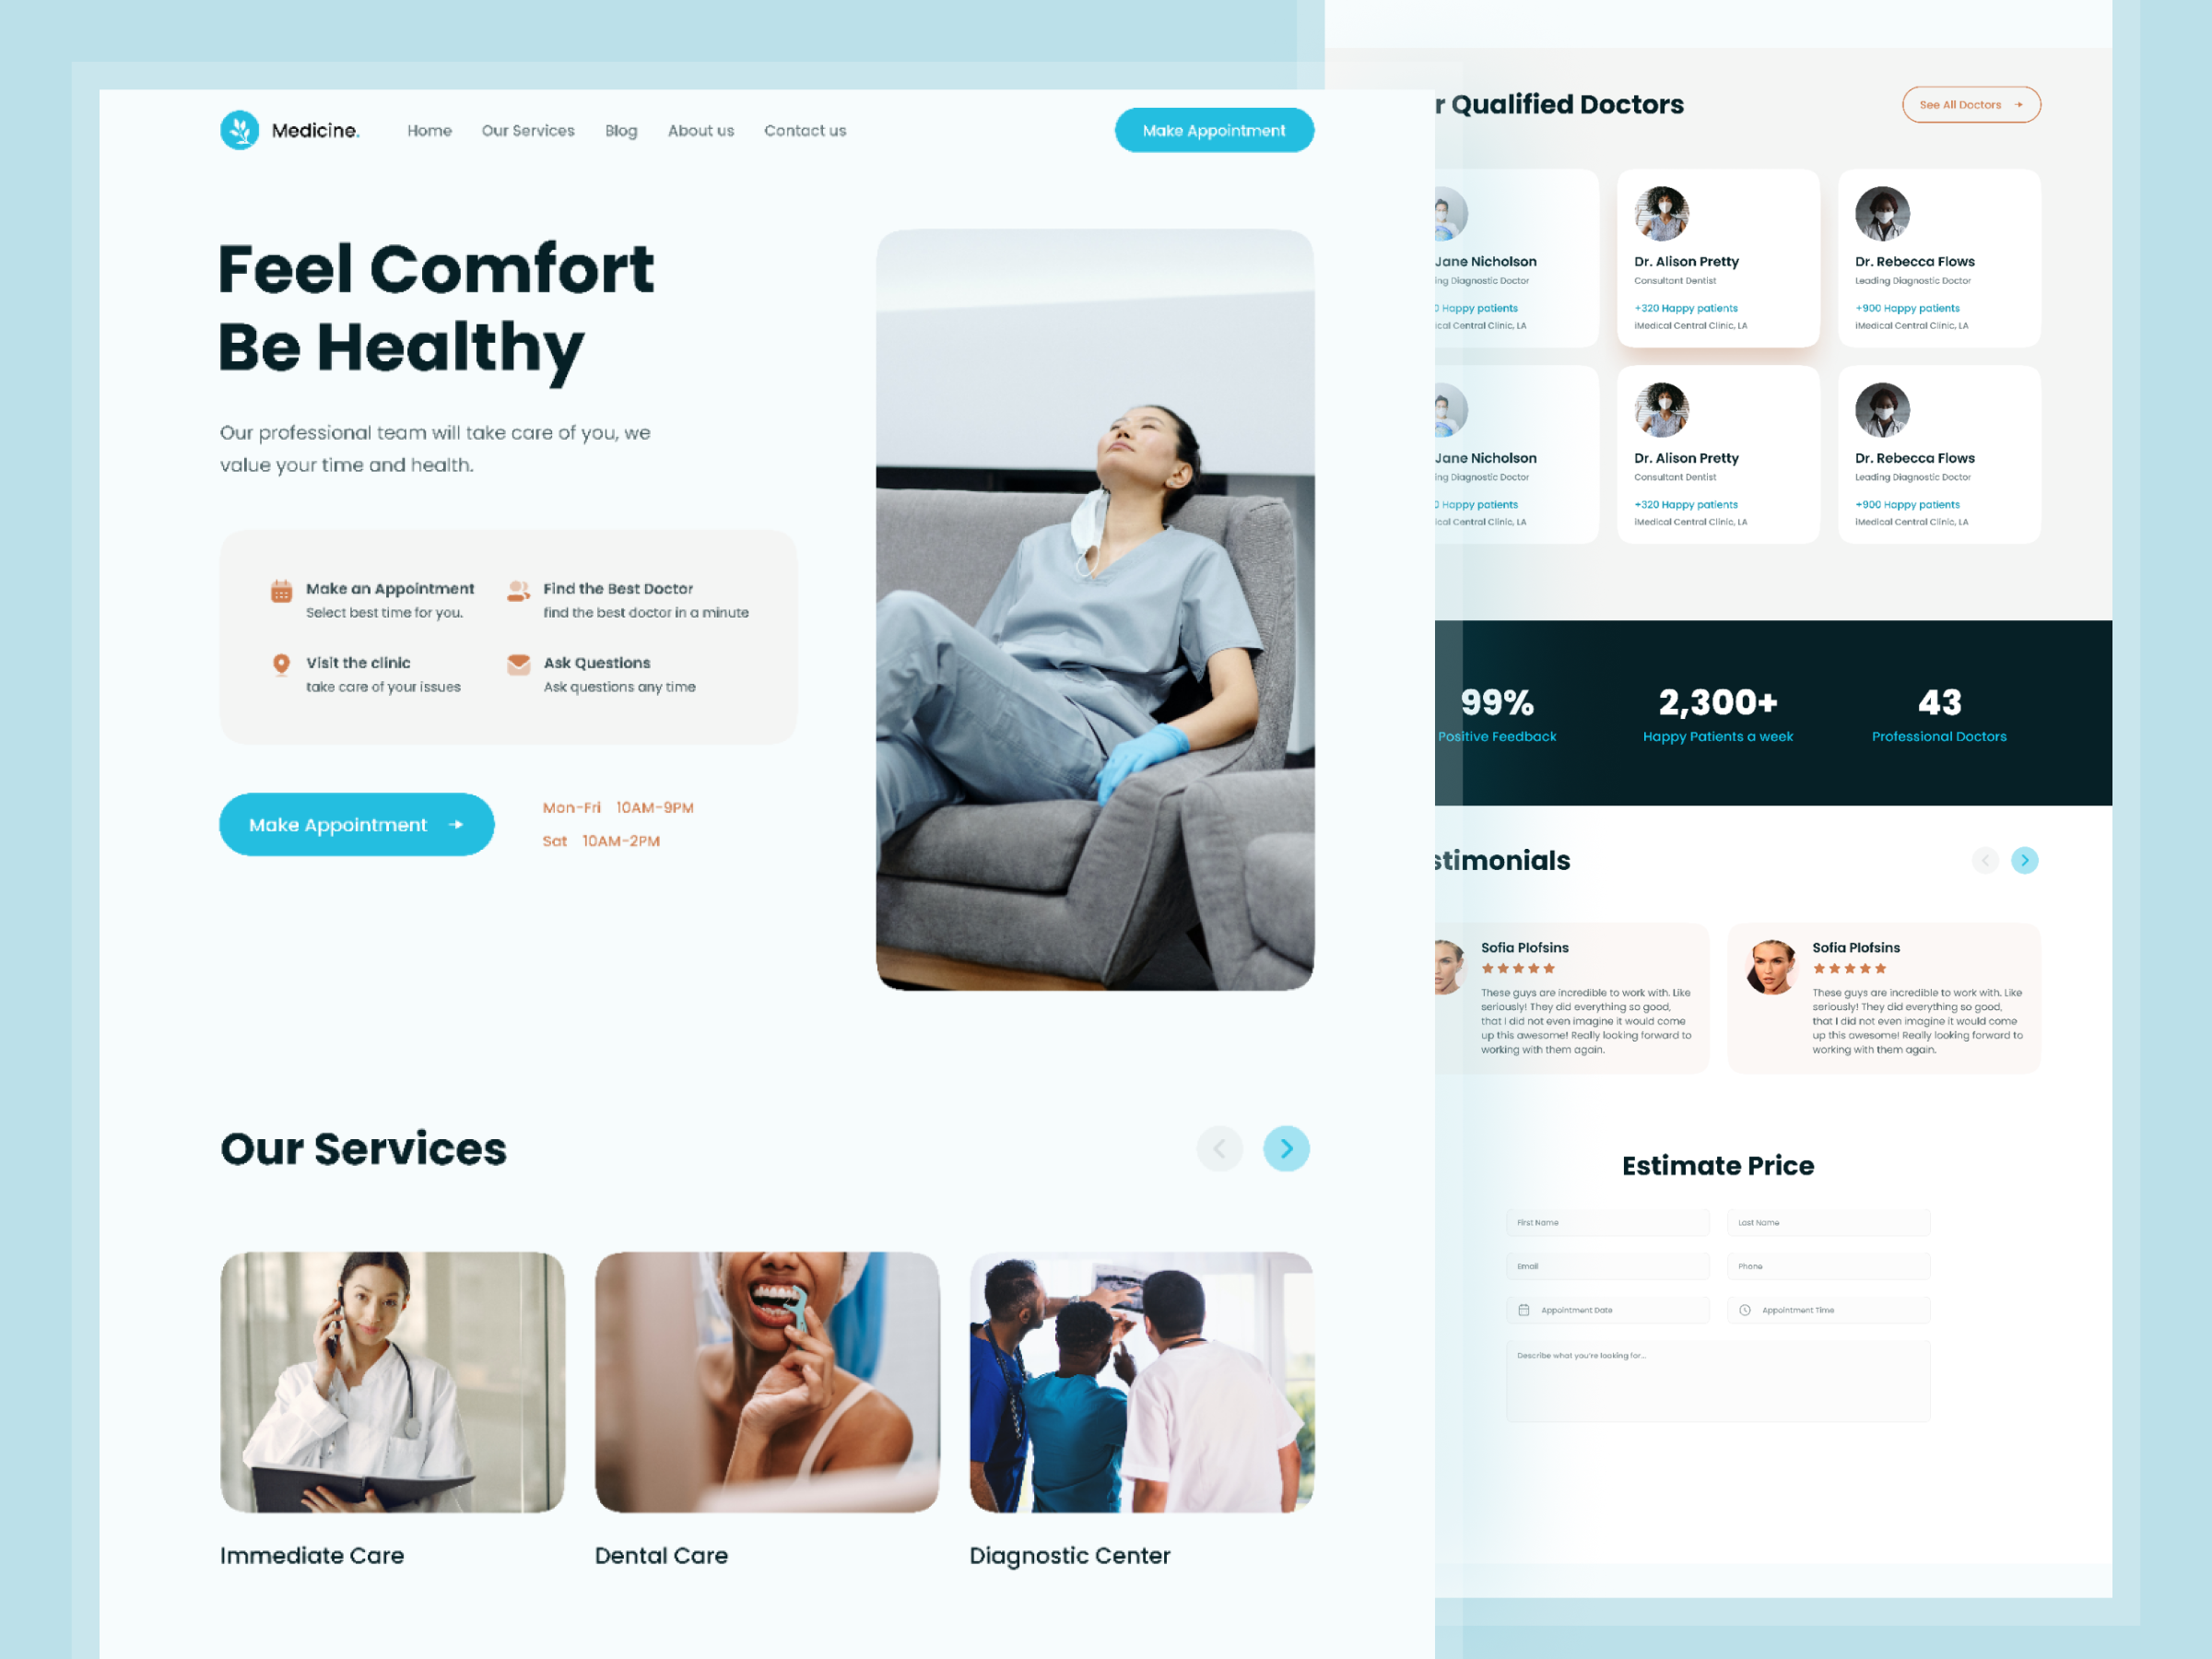 Medicine.
Home
Our Services
Blog
About us
Contact us
Make Appointment
Feel Comfort
Be Healthy
Our professional team will take care of you, we
value your time and health.
Make an Appointment
Select best time for you.
Find the Best Doctor
find the best doctor in a minute
Visit the clinic
take care of your issues
Ask Questions
Ask questions any time
Make Appointment
Mon-Fri 10AM-9PM
Sat 10AM-2PM
Our Services
Immediate Care
Dental Care
Diagnostic Center
r Qualified Doctors
See All Doctors
Jane Nicholson
ing Diagnostic Doctor
0 Happy patients
ical Central Clinic, LA
Dr. Alison Pretty
Consultant Dentist
+320 Happy patients
iMedical Central Clinic, LA
Dr. Rebecca Flows
Leading Diagnostic Doctor
+900 Happy patients
iMedical Central Clinic, LA
Jane Nicholson
ing Diagnostic Doctor
0 Happy patients
ical Central Clinic, LA
Dr. Alison Pretty
Consultant Dentist
+320 Happy patients
iMedical Central Clinic, LA
Dr. Rebecca Flows
Leading Diagnostic Doctor
+900 Happy patients
iMedical Central Clinic, LA
99%
Positive Feedback
2,300+
Happy Patients a week
43
Professional Doctors
stimonials
Sofia Plofsins
These guys are incredible to work with. Like
seriously! They did everything so good,
that I did not even imagine it would come
up this awesome! Really looking forward to
working with them again.
Sofia Plofsins
These guys are incredible to work with. Like
seriously! They did everything so good,
that I did not even imagine it would come
up this awesome! Really looking forward to
working with them again.
Estimate Price
First Name
Last Name
Email
Phone
Appointment Date
Appointment Time
Describe what you're looking for...